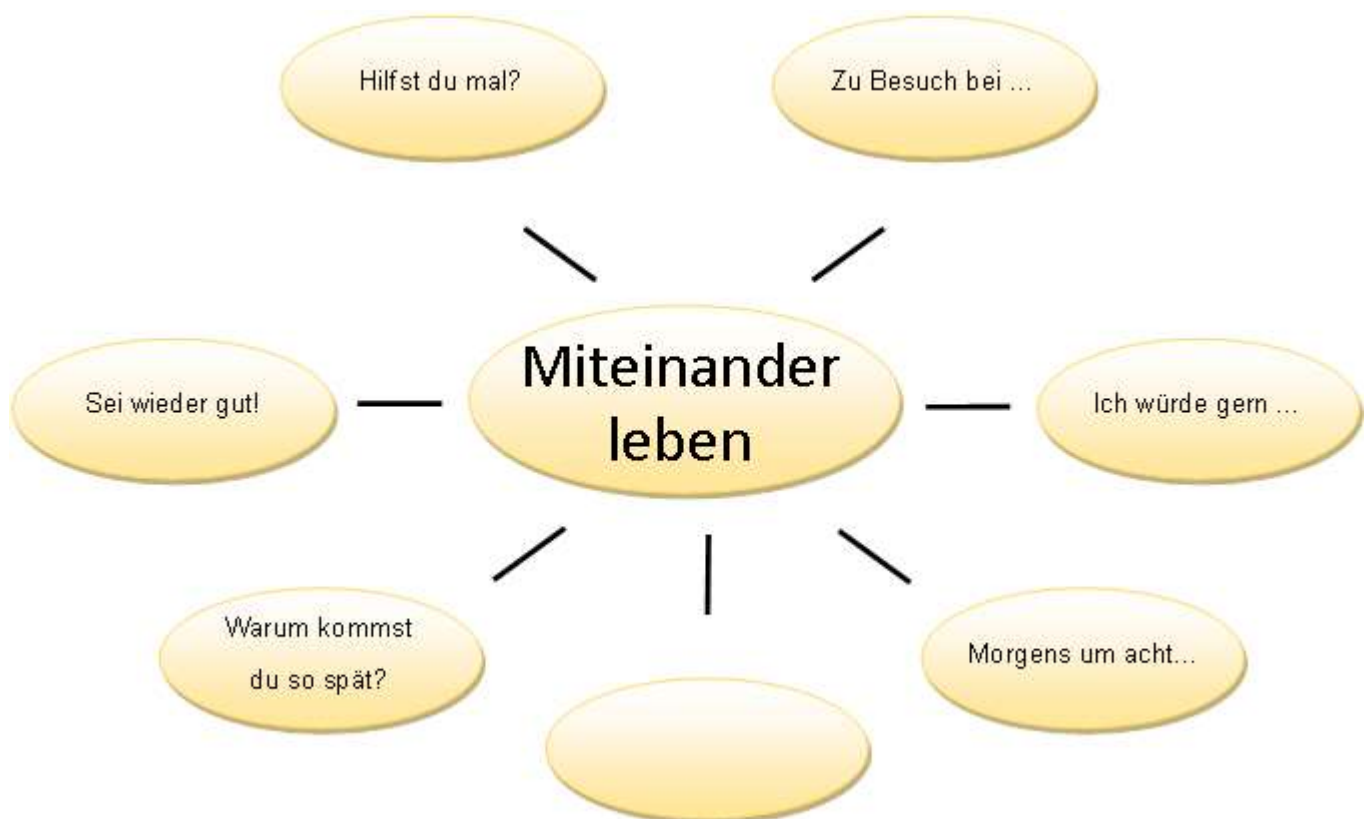 Hilfst du mal?
Zu Besuch bei ...
Miteinander
leben
Sei wieder gut!
Ich würde gern ...
Warum kommst
du so spät?
Morgens um acht...